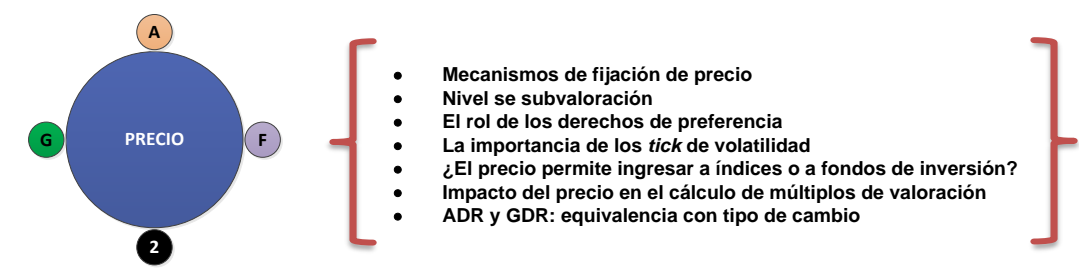 A
G
PRECIO
F
2
• Mecanismos de fijación de precio
• Nivel se subvaloración
• El rol de los derechos de preferencia
• La importancia de los tick de volatilidad
• ¿El precio permite ingresar a índices o a fondos de inversión?
• Impacto del precio en el cálculo de múltiplos de valoración
• ADR y GDR: equivalencia con tipo de cambio